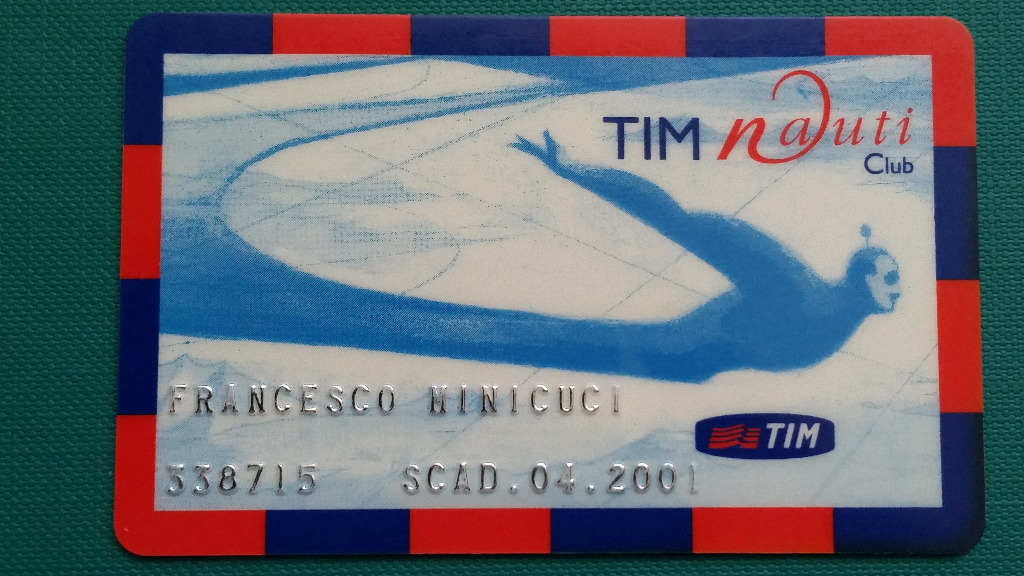 TIM nauti
Club
FRANCESCO MINICUCI
TIM
338715 SCAD.04.2001